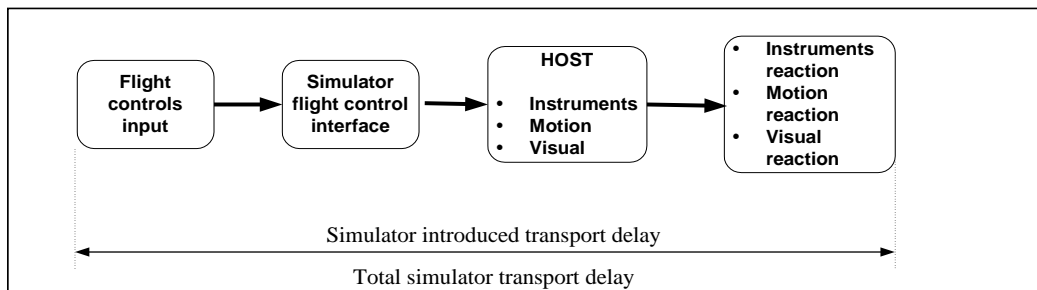 Flight
controls
input
Simulator
flight control
interface
HOST
• Instruments
• Motion
• Visual
• Instruments
reaction
• Motion
reaction
• Visual
reaction
Simulator introduced transport delay
Total simulator transport delay